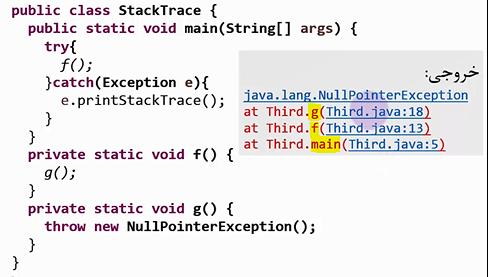 public class StackTrace {
public static void main(String[] args) {
try{
f();
}catch(Exception e){
e.printStackTrace();
}
}
private static void f() {
g();
}
private static void g() {
throw new NullPointerException();
}
}
خروجی:
java.lang.NullPointerException
at Third.g(Third.java:18)
at Third.f(Third.java:13)
at Third.main(Third.java:5)